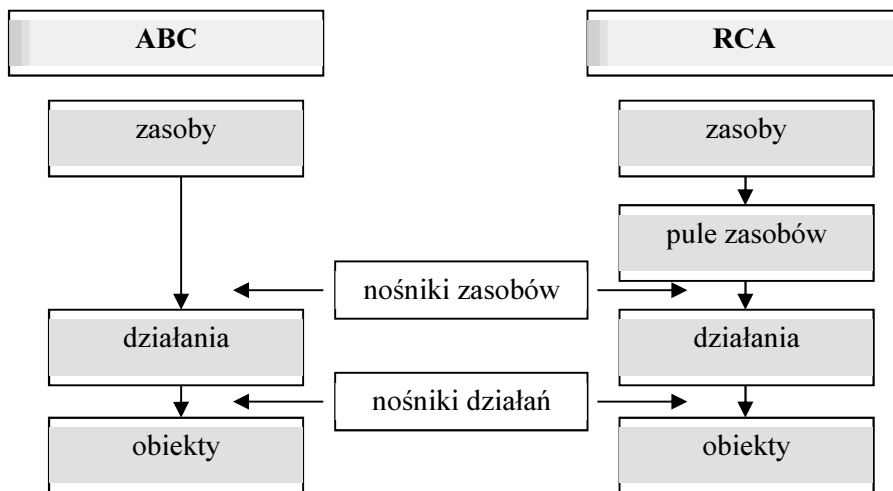 ABC
RCA
zasoby
zasoby
pule zasobów
nośniki zasobów
działania
działania
nośniki działań
obiekty
obiekty